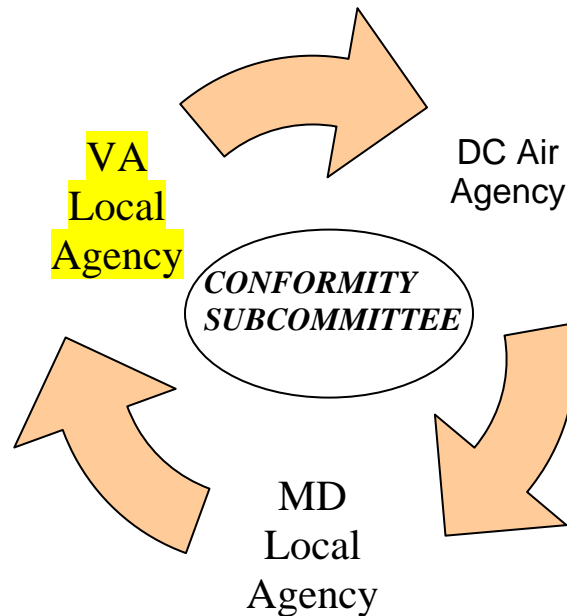 VA
Local
Agency
DC Air
Agency
CONFORMITY
SUBCOMMITTEE
MD
Local
Agency